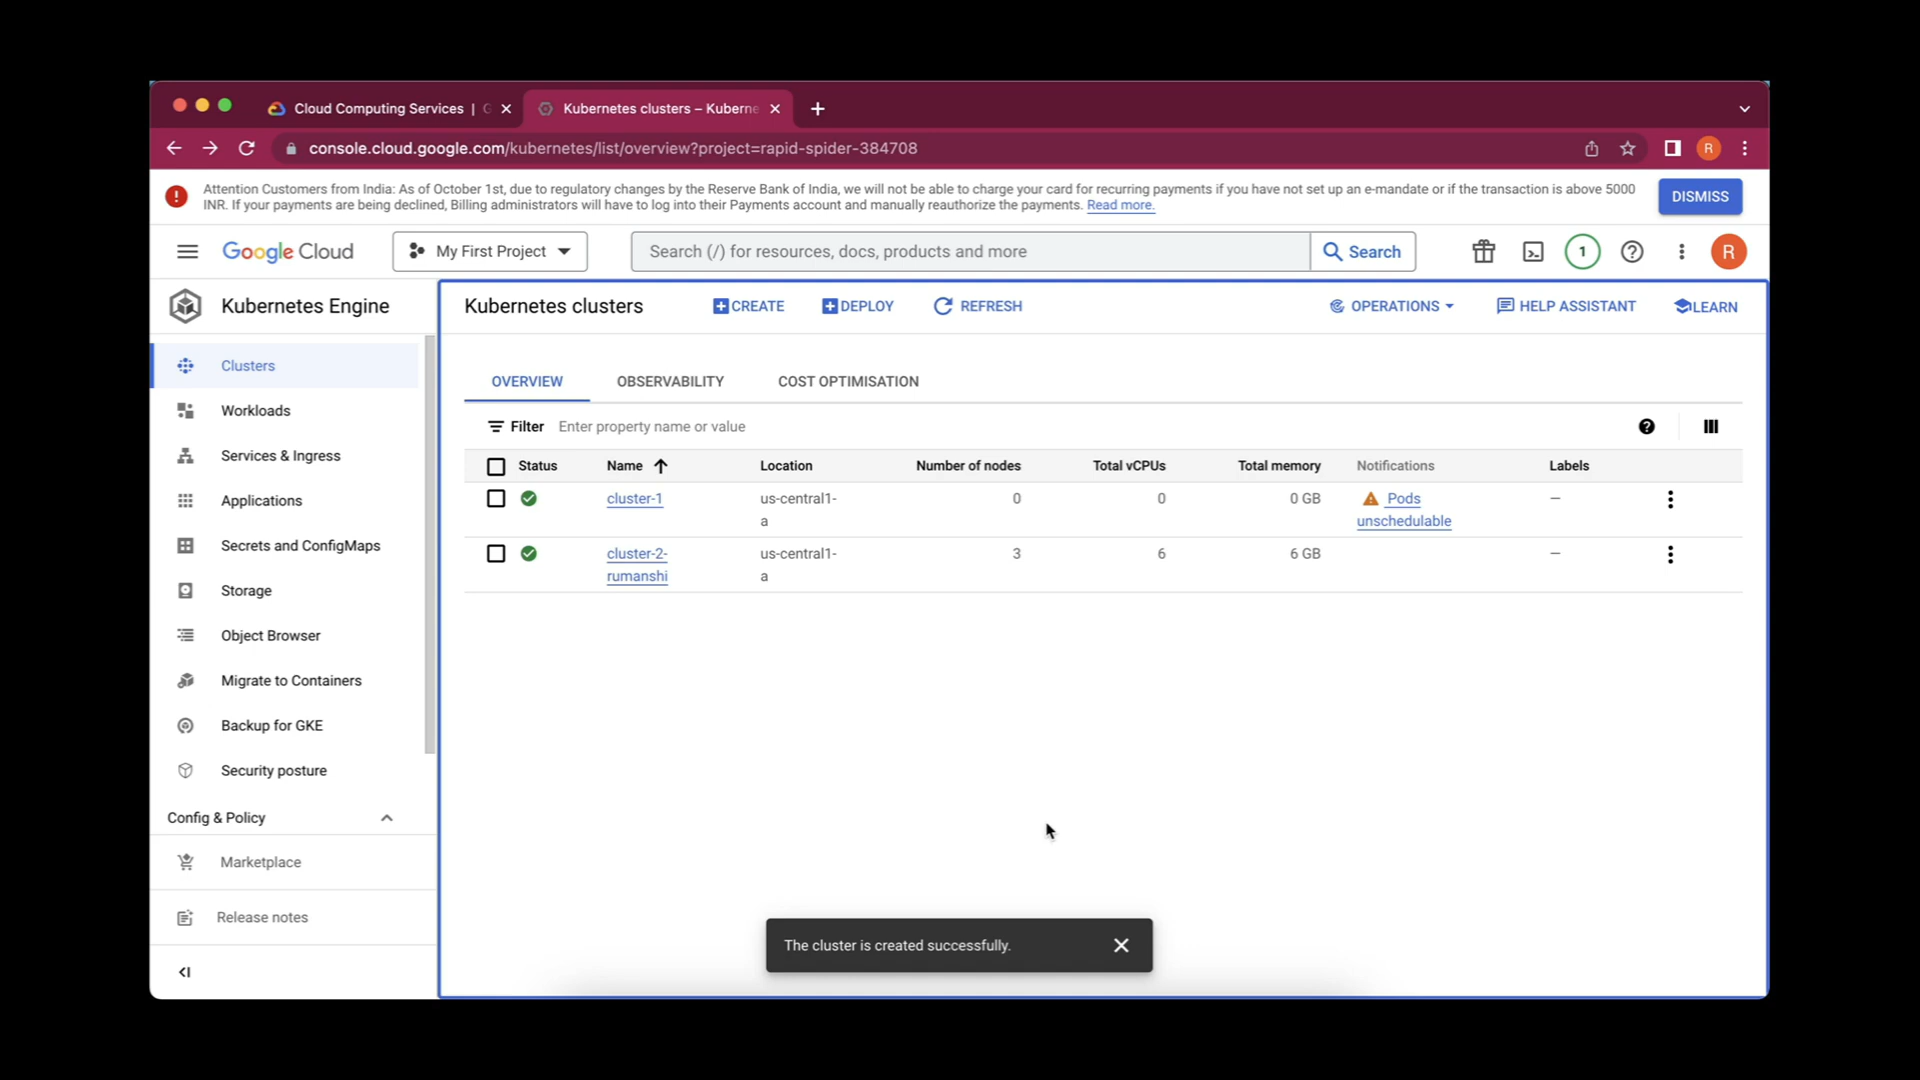 Cloud Computing Services | G
Kubernetes clusters – Kuberne
console.cloud.google.com/kubernetes/list/overview?project=rapid-spider-384708
R
Attention Customers from India: As of October 1st, due to regulatory changes by the Reserve Bank of India, we will not be able to charge your card for recurring payments if you have not set up an e-mandate or if the transaction is above 5000
INR. If your payments are being declined, Billing administrators will have to log into their Payments account and manually reauthorize the payments. Read more.
DISMISS
Google Cloud
My First Project
Search (/) for resources, docs, products and more
Search
1
R
Kubernetes Engine
Kubernetes clusters
CREATE
DEPLOY
REFRESH
OPERATIONS
HELP ASSISTANT
LEARN
Clusters
Workloads
Services & Ingress
Applications
Secrets and ConfigMaps
Storage
Object Browser
Migrate to Containers
Backup for GKE
Security posture
Config & Policy
Marketplace
Release notes
OVERVIEW
OBSERVABILITY
COST OPTIMISATION
Filter Enter property name or value
Status Name Location Number of nodes Total vCPUs Total memory Notifications Labels
cluster-1 us-central1- 0 0 0 GB Pods –
a unschedulable
cluster-2- us-central1- 3 6 6 GB –
rumanshi a
The cluster is created successfully.